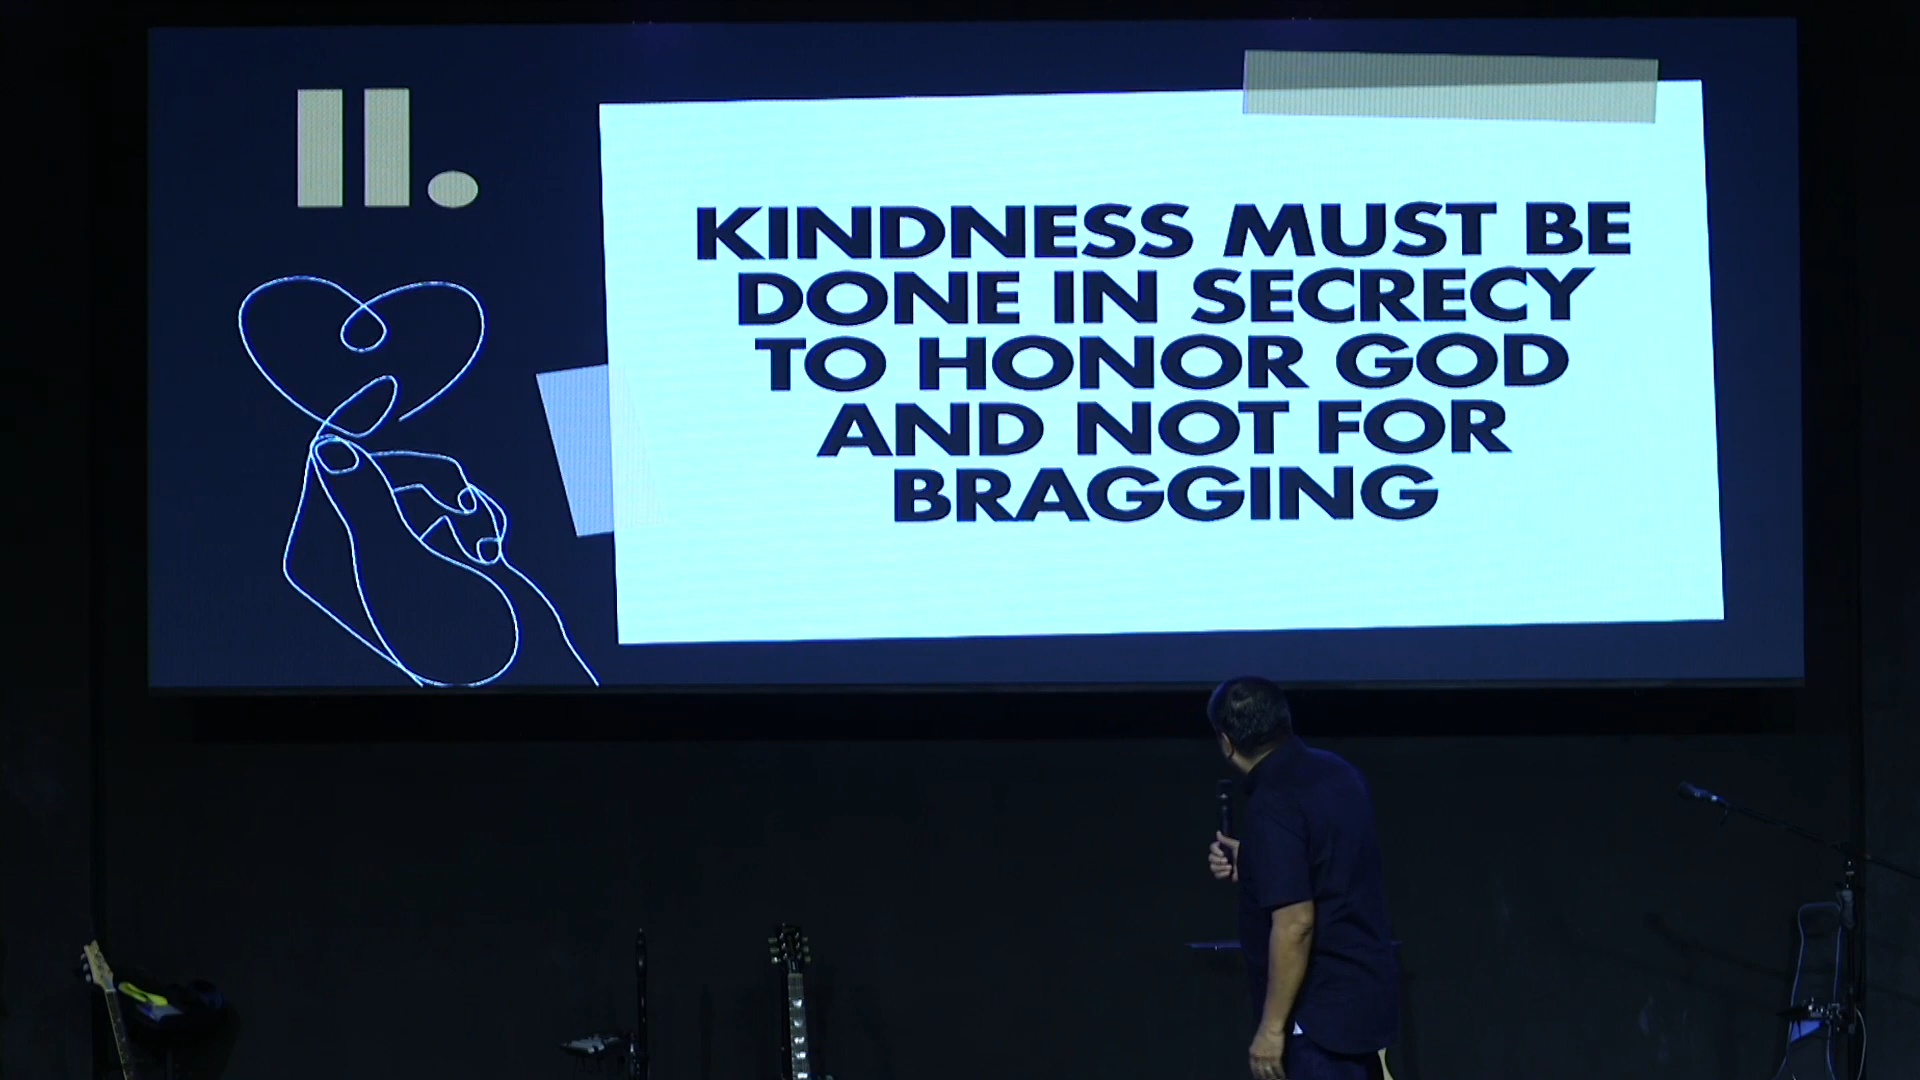 II.
KINDNESS MUST BE
DONE IN SECRECY
TO HONOR GOD
AND NOT FOR
BRAGGING